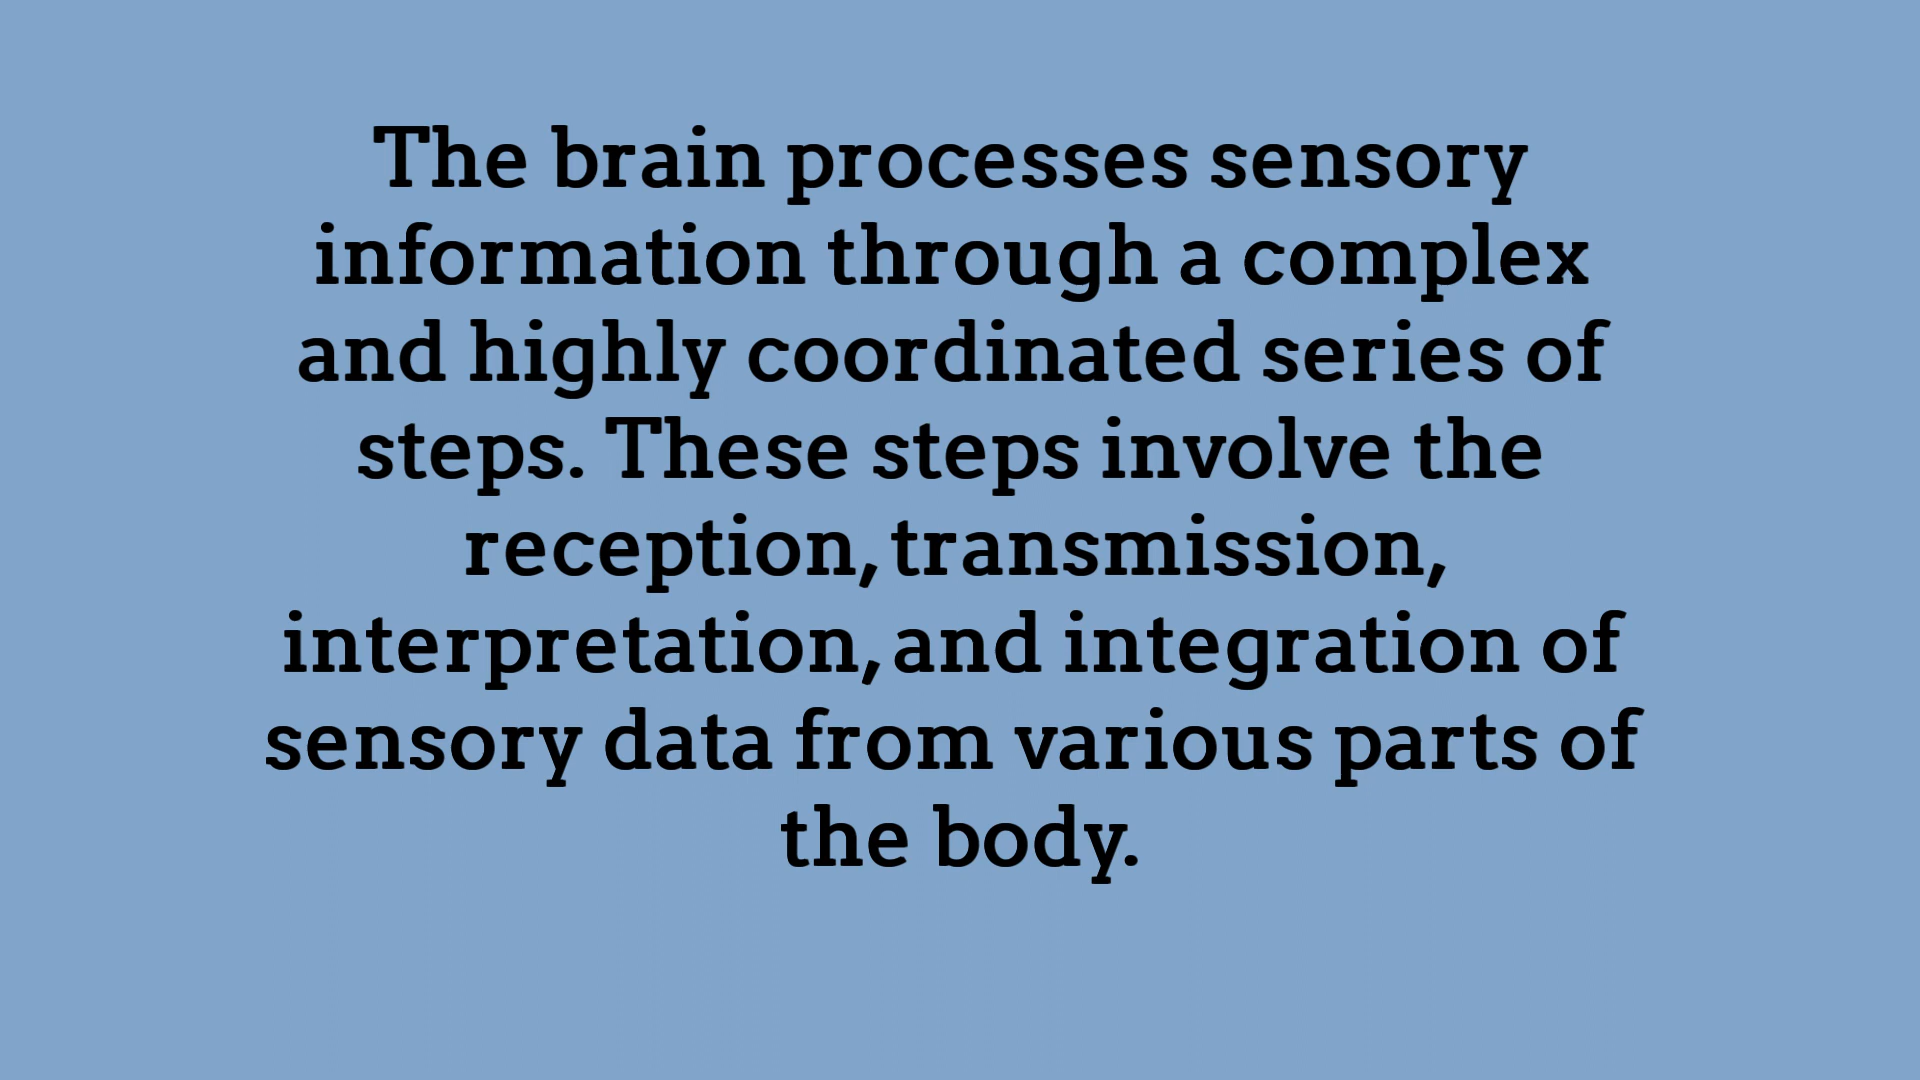 The brain processes sensory
information through a complex
and highly coordinated series of
steps. These steps involve the
reception, transmission,
interpretation, and integration of
sensory data from various parts of
the body.